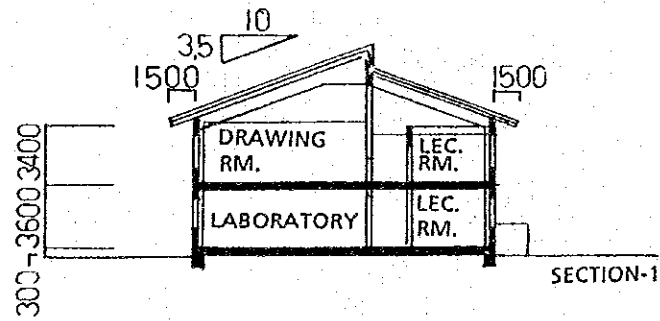 10
3,5
1500
1500
3400
3600
300
DRAWING
RM.
LEC.
RM.
LABORATORY
LEC.
RM.
SECTION-1